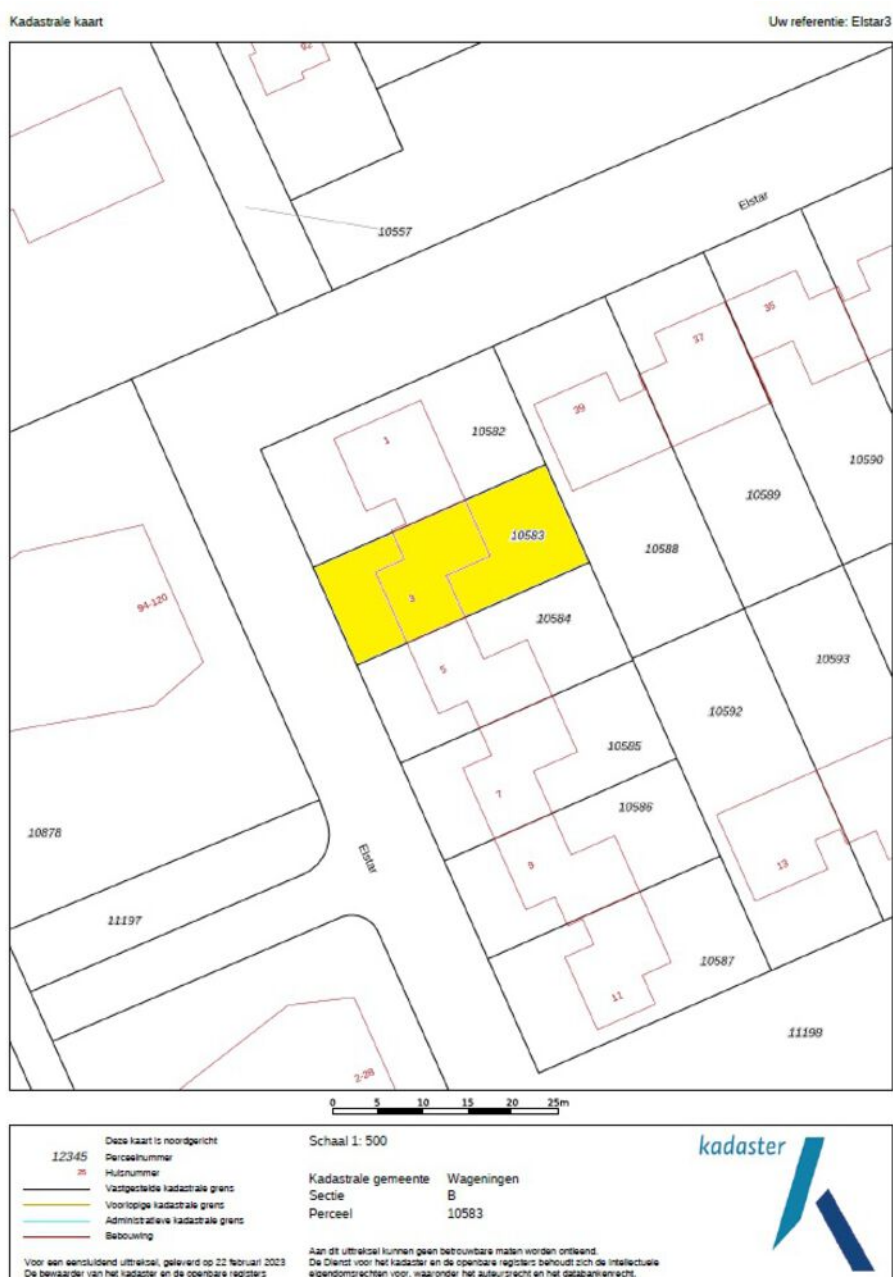 Kadastrale kaart
Uw referentie: Elstar3
92
10557
Elstar
35
37
39
1
10582
10590
10589
10583
10588
94-120
3
10584
5
10593
10592
10585
7
10586
10878
Elstar
9
13
11197
10587
11
11198
2-28
0 5 10 15 20 25m
Deze kaart is noordgericht
12345 Perceelnummer
25 Huisnummer
Vastgestelde kadastrale grens
Voorlopige kadastrale grens
Administratieve kadastrale grens
Bebouwing
Voor een eensluidend uittreksel, geleverd op 22 februari 2023
De bewaarder van het kadaster en de openbare registers
Schaal 1: 500
Kadastrale gemeente Wageningen
Sectie B
Perceel 10583
Aan dit uittreksel kunnen geen betrouwbare maten worden ontleend.
De Dienst voor het kadaster en de openbare registers behoudt zich de intellectuele
eigendomsrechten voor, waaronder het auteursrecht en het databankenrecht.
kadaster